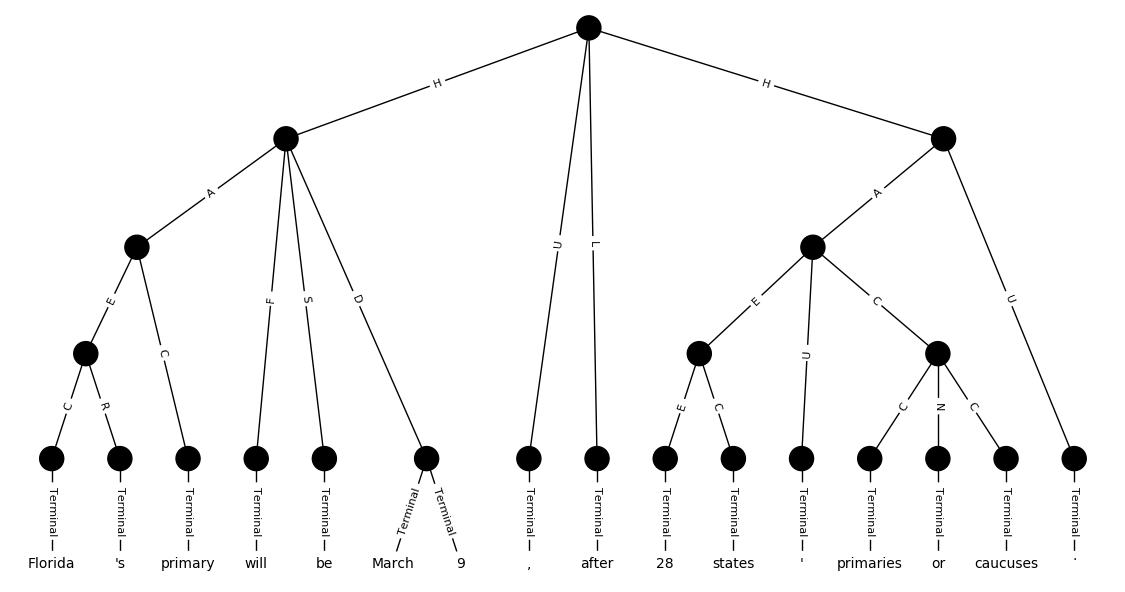 H H
A U L A U
E C F S D E U C
C R E C C N C
Terminal Terminal Terminal Terminal Terminal Terminal Terminal Terminal Terminal Terminal Terminal Terminal Terminal Terminal Terminal Terminal
Florida 's primary will be March 9 , after 28 states ' primaries or caucuses .